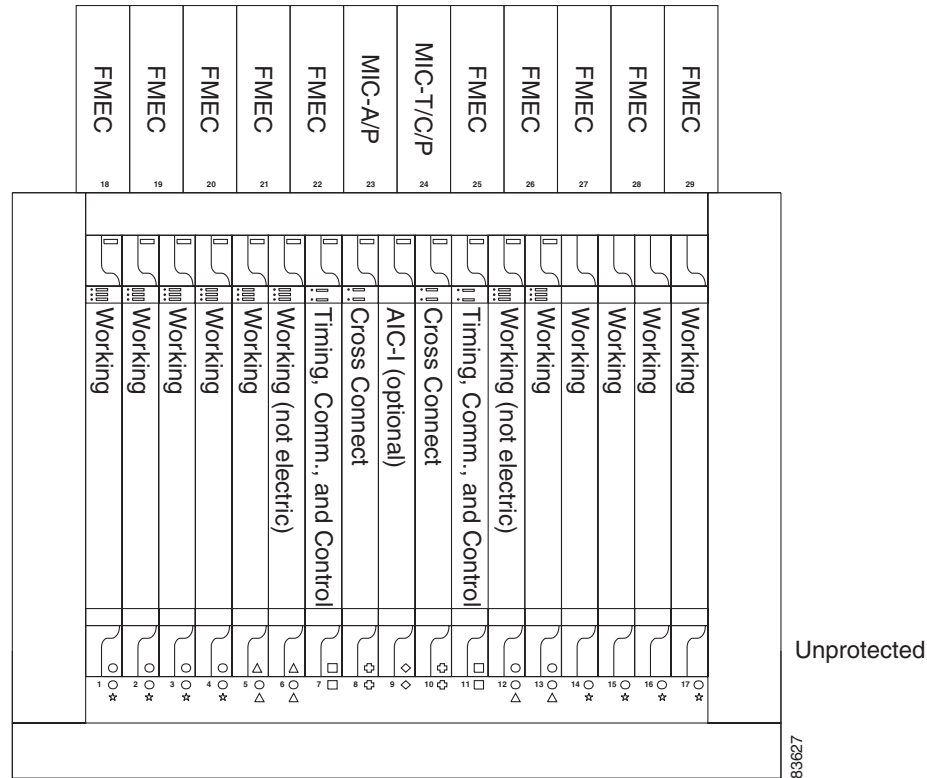 FMEC
FMEC
FMEC
FMEC
FMEC
MIC-A/P
MIC-T/C/P
FMEC
FMEC
FMEC
FMEC
FMEC
18
19
20
21
22
23
24
25
26
27
28
29
Working
Working
Working
Working
Working
Working (not electric)
Timing, Comm., and Control
Cross Connect
AIC-I (optional)
Cross Connect
Timing, Comm., and Control
Working (not electric)
Working
Working
Working
Working
Working
1
2
3
4
5
6
7
8
9
10
11
12
13
14
15
16
17
Unprotected
83627